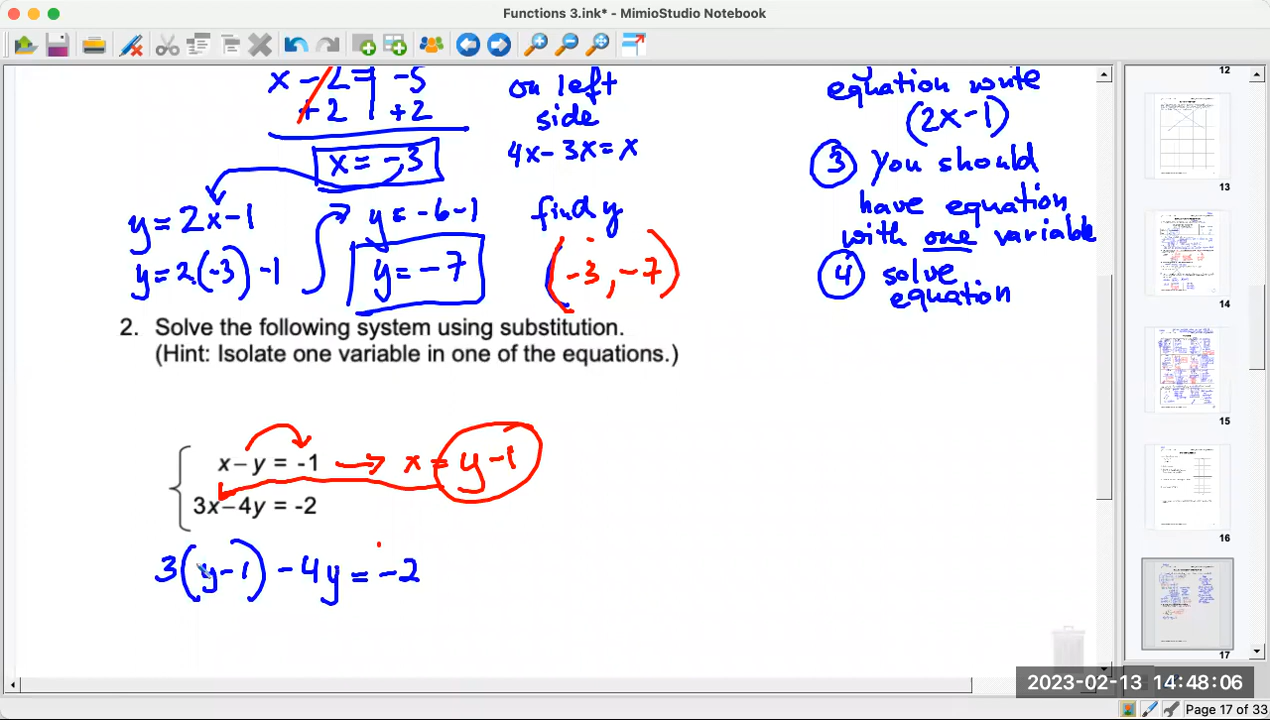 Functions 3.ink* - MimioStudio Notebook
x - 2 = -5
+2 +2
x = -3
y = 2x - 1
y = 2(-3) - 1
y = -6 - 1
y = -7
on left
side
4x - 3x = x
find y
(-3, -7)
equation write
(2x - 1)
3 you should
have equation
with one variable
4 solve
equation
2. Solve the following system using substitution.
(Hint: Isolate one variable in one of the equations.)
x – y = -1 → x = y - 1
3x – 4y = -2
3(y - 1) - 4y = -2
12
13
14
15
16
17
2023-02-13 14:48:06
Page 17 of 33